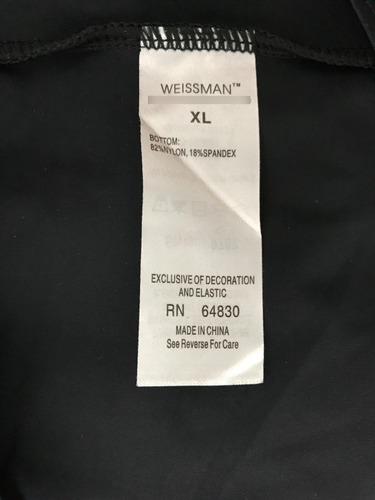 WEISSMAN™
XL
BOTTOM:
82%NYLON, 18%SPANDEX
EXCLUSIVE OF DECORATION
AND ELASTIC
RN 64830
MADE IN CHINA
See Reverse For Care